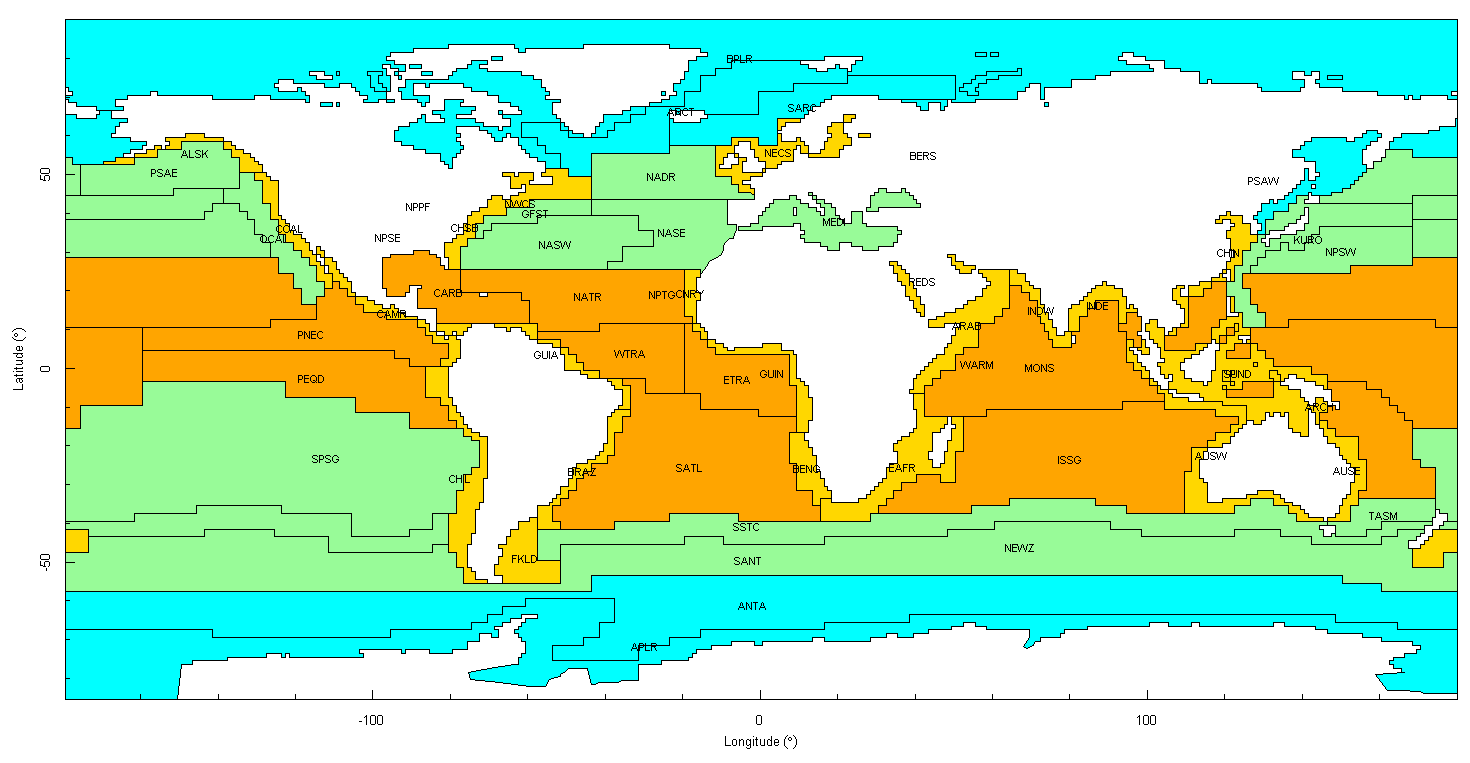 BPLR
ARCT
SARC
ALSK
NECS
BERS
PSAE
NADR
PSAW
NPPF
NWCS
GFST
MEDI
CCAL
CHSB
OCAL
NPSE
NASW
NASE
KURO
CHN
NPSW
REDS
CARB
NATR
NPTG
CNRY
CAMR
INDW
INDE
ARAB
PNEC
GUIA
WTRA
WARM
MONS
PEQD
ETRA
GUIN
SUND
ARCH
SPSG
CHL
BRAZ
SATL
BENG
EAFR
ISSG
AUSW
AUSE
SSTC
TASM
FKLD
SANT
NEWZ
ANTA
APLR
50
0
-50
Latitude (°)
-100
0
100
Longitude (°)